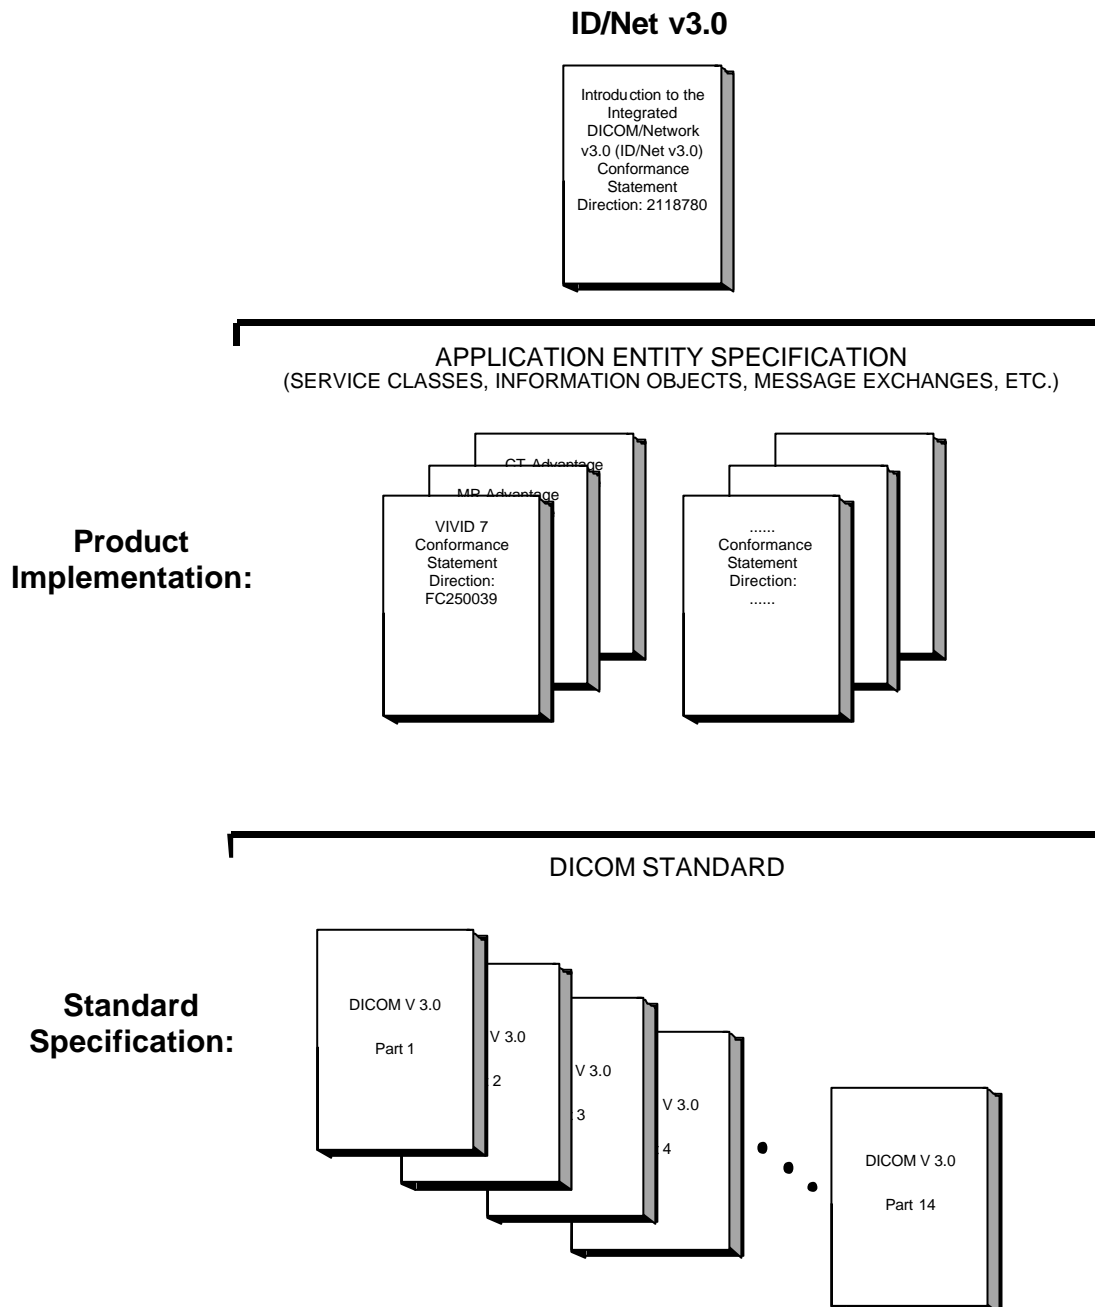 ID/Net v3.0
Introduction to the
Integrated
DICOM/Network
v3.0 (ID/Net v3.0)
Conformance
Statement
Direction: 2118780
APPLICATION ENTITY SPECIFICATION
(SERVICE CLASSES, INFORMATION OBJECTS, MESSAGE EXCHANGES, ETC.)
Product
Implementation:
CT Advantage
MR Advantage
VIVID 7
Conformance
Statement
Direction:
FC250039
......
Conformance
Statement
Direction:
......
DICOM STANDARD
Standard
Specification:
DICOM V 3.0
Part 1
V 3.0
2
V 3.0
3
V 3.0
4
DICOM V 3.0
Part 14